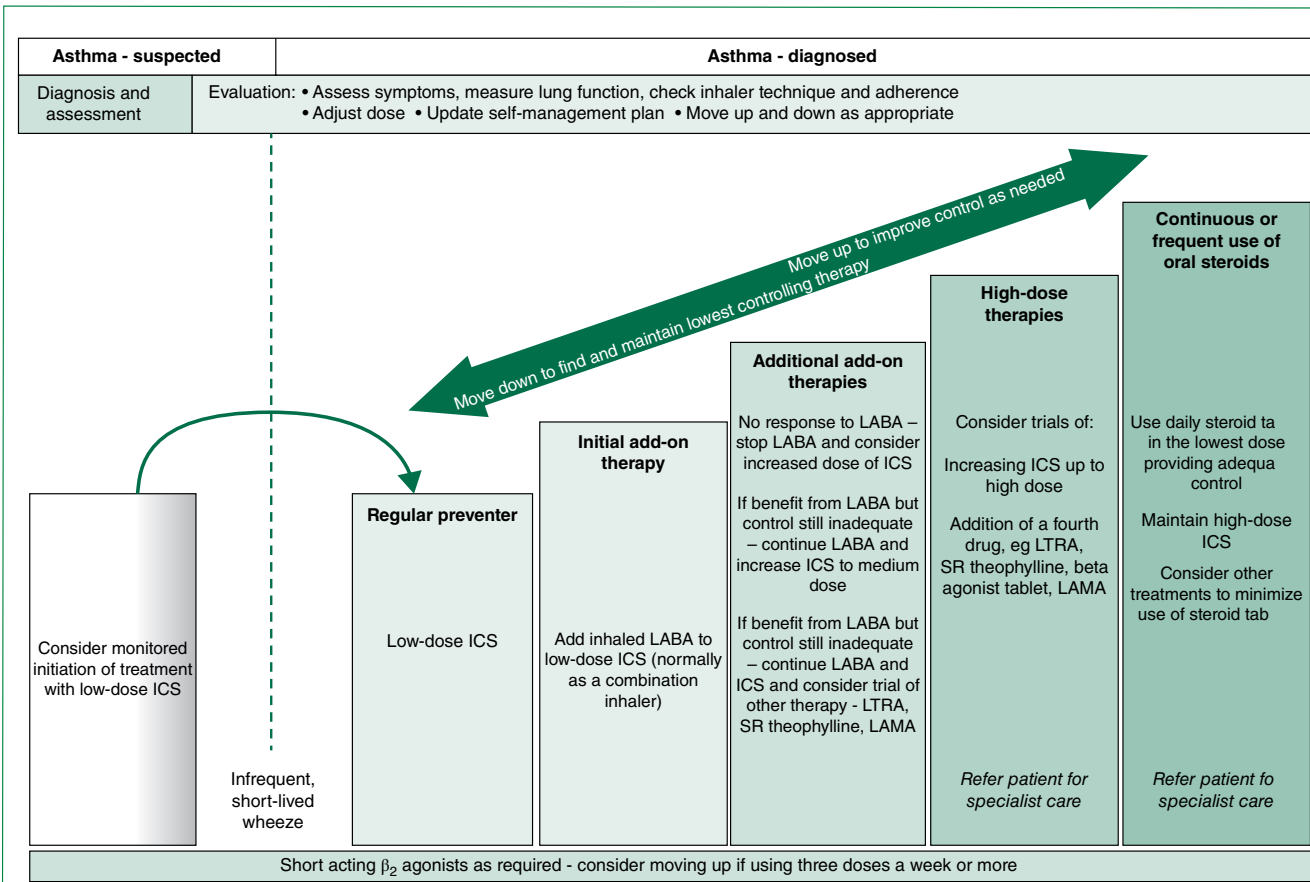 Asthma - suspected
Asthma - diagnosed
Diagnosis and
assessment
Evaluation: • Assess symptoms, measure lung function, check inhaler technique and adherence
• Adjust dose • Update self-management plan • Move up and down as appropriate
Move up to improve control as needed
Move down to find and maintain lowest controlling therapy
Consider monitored
initiation of treatment
with low-dose ICS
Infrequent,
short-lived
wheeze
Regular preventer
Low-dose ICS
Initial add-on
therapy
Add inhaled LABA to
low-dose ICS (normally
as a combination
inhaler)
Additional add-on
therapies
No response to LABA –
stop LABA and consider
increased dose of ICS
If benefit from LABA but
control still inadequate
– continue LABA and
increase ICS to medium
dose
If benefit from LABA but
control still inadequate
– continue LABA and
ICS and consider trial of
other therapy - LTRA,
SR theophylline, LAMA
High-dose
therapies
Consider trials of:
Increasing ICS up to
high dose
Addition of a fourth
drug, eg LTRA,
SR theophylline, beta
agonist tablet, LAMA
Refer patient for
specialist care
Continuous or
frequent use of
oral steroids
Use daily steroid ta
in the lowest dose
providing adequa
control
Maintain high-dose
ICS
Consider other
treatments to minimize
use of steroid tab
Refer patient fo
specialist care
Short acting β₂ agonists as required - consider moving up if using three doses a week or more